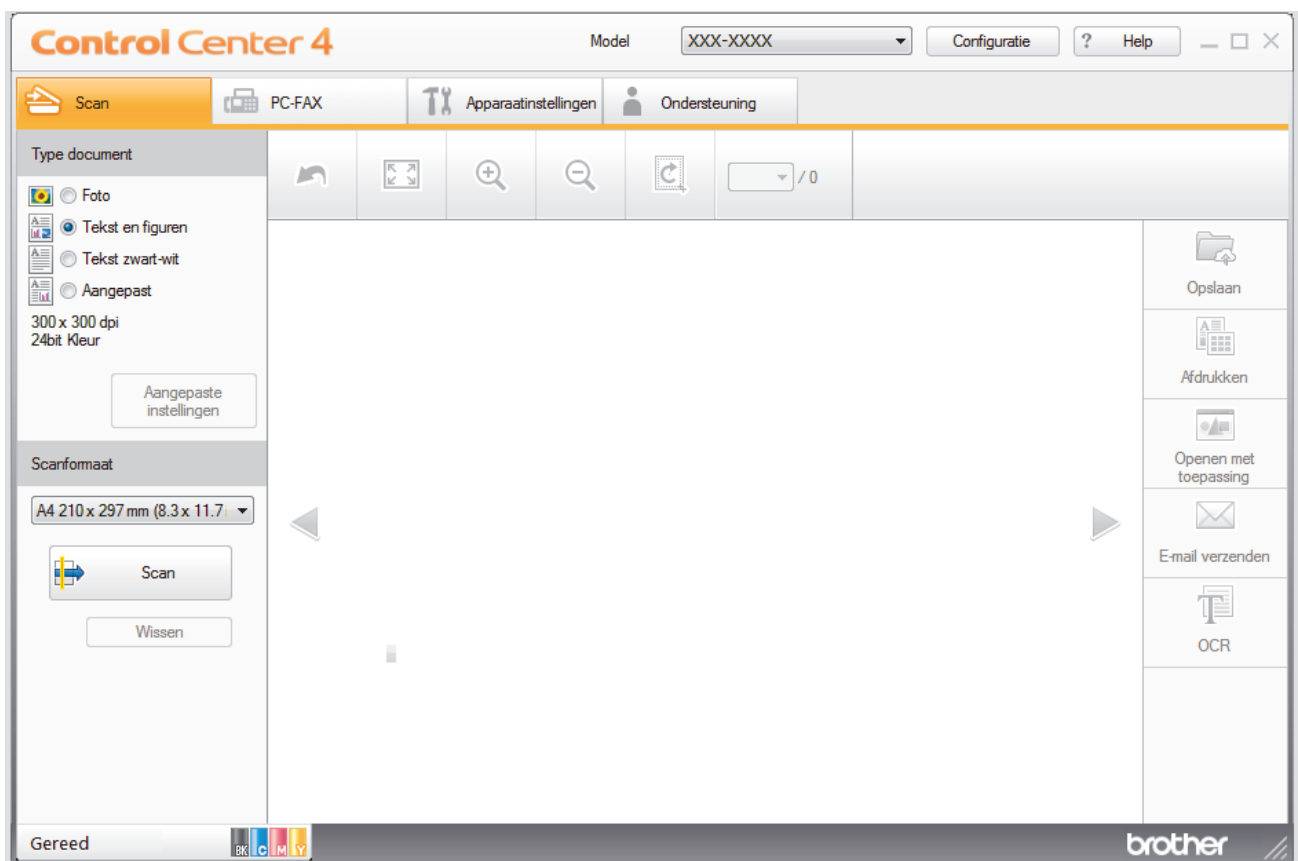 Control Center 4
Model
XXX-XXXX
Configuratie
? Help
Scan
PC-FAX
Apparaatinstellingen
Ondersteuning
Type document
Foto
Tekst en figuren
Tekst zwart-wit
Aangepast
300 x 300 dpi
24bit Kleur
Aangepaste
instellingen
Scanformaat
A4 210 x 297 mm (8.3 x 11.7
Scan
Wissen
/ 0
Opslaan
Afdrukken
Openen met
toepassing
E-mail verzenden
OCR
Gereed
BK C M Y
brother